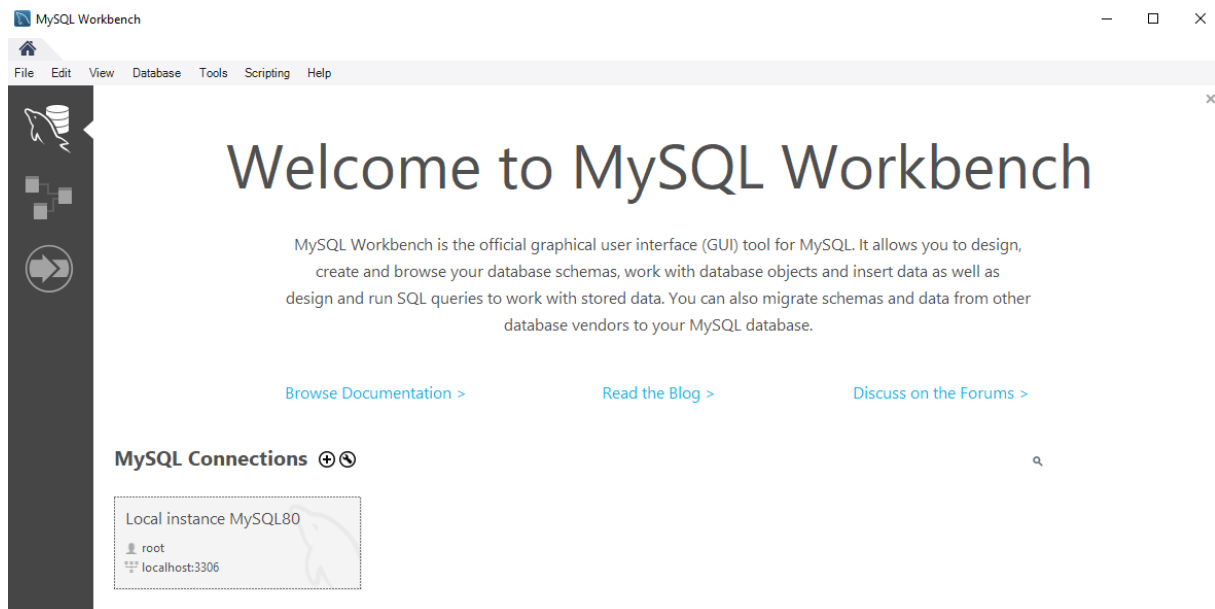 MySQL Workbench
File Edit View Database Tools Scripting Help
Welcome to MySQL Workbench
MySQL Workbench is the official graphical user interface (GUI) tool for MySQL. It allows you to design,
create and browse your database schemas, work with database objects and insert data as well as
design and run SQL queries to work with stored data. You can also migrate schemas and data from other
database vendors to your MySQL database.
Browse Documentation > Read the Blog > Discuss on the Forums >
MySQL Connections
Local instance MySQL80
root
localhost:3306